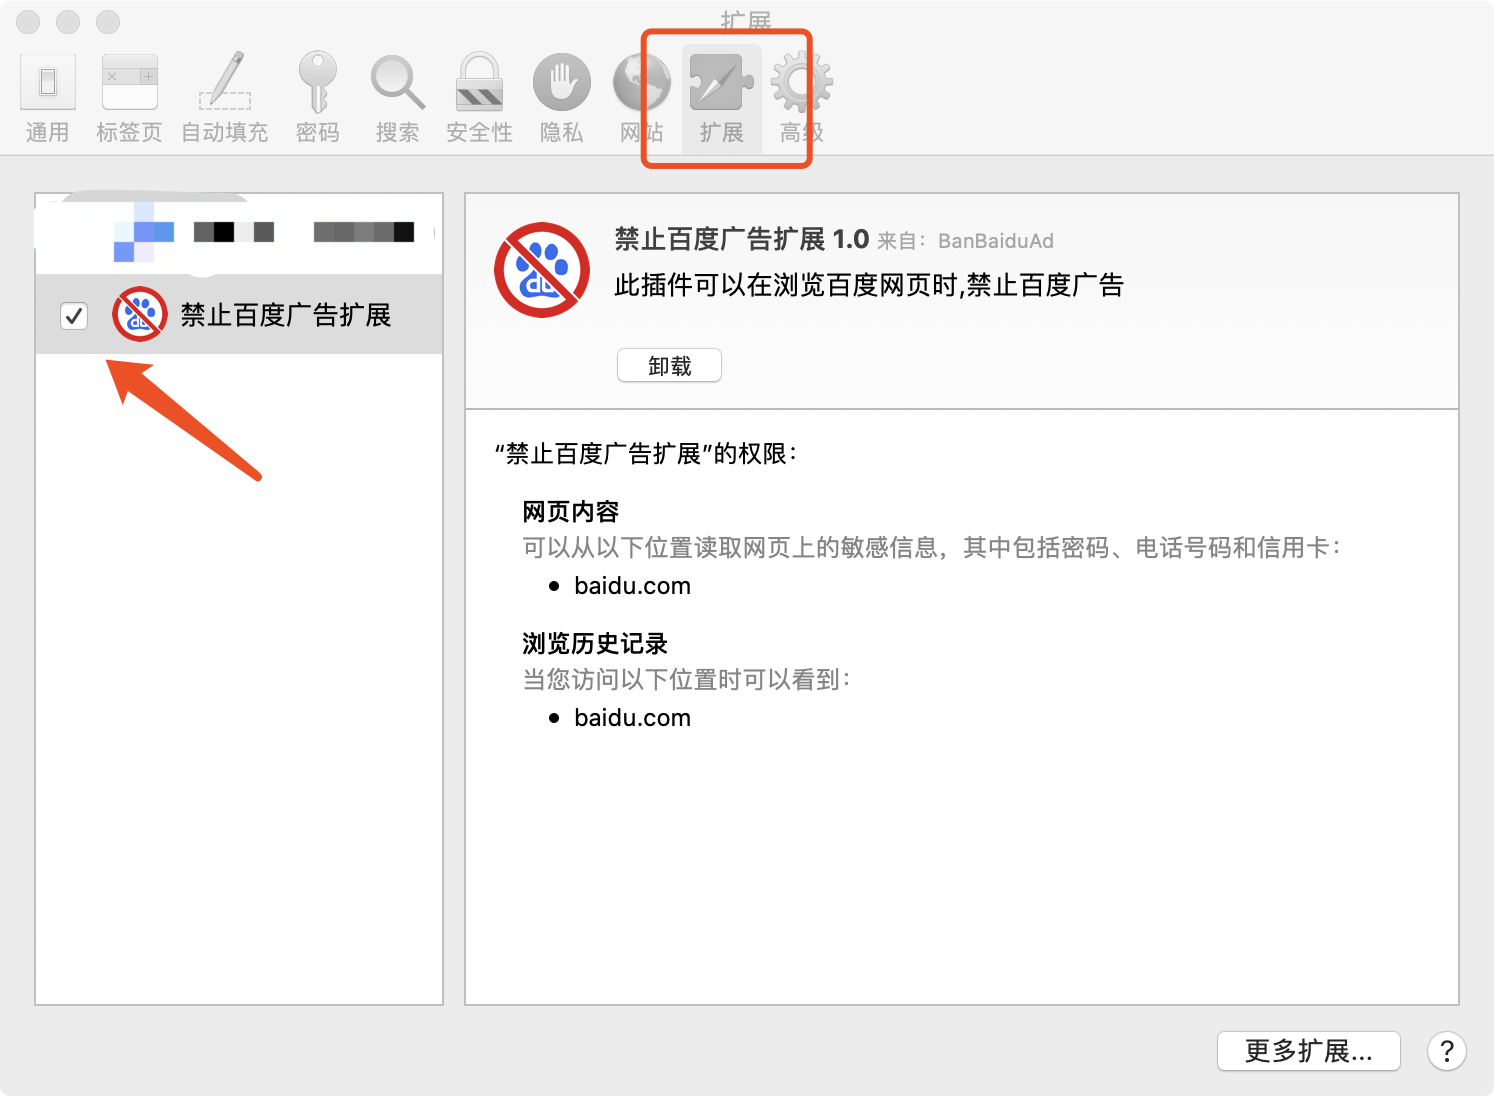 扩展
通用 标签页 自动填充 密码 搜索 安全性 隐私 网站 扩展 高级
禁止百度广告扩展
禁止百度广告扩展 1.0 来自：BanBaiduAd
此插件可以在浏览百度网页时,禁止百度广告
卸载
“禁止百度广告扩展”的权限：
网页内容
可以从以下位置读取网页上的敏感信息，其中包括密码、电话号码和信用卡：
• baidu.com
浏览历史记录
当您访问以下位置时可以看到：
• baidu.com
更多扩展... ?